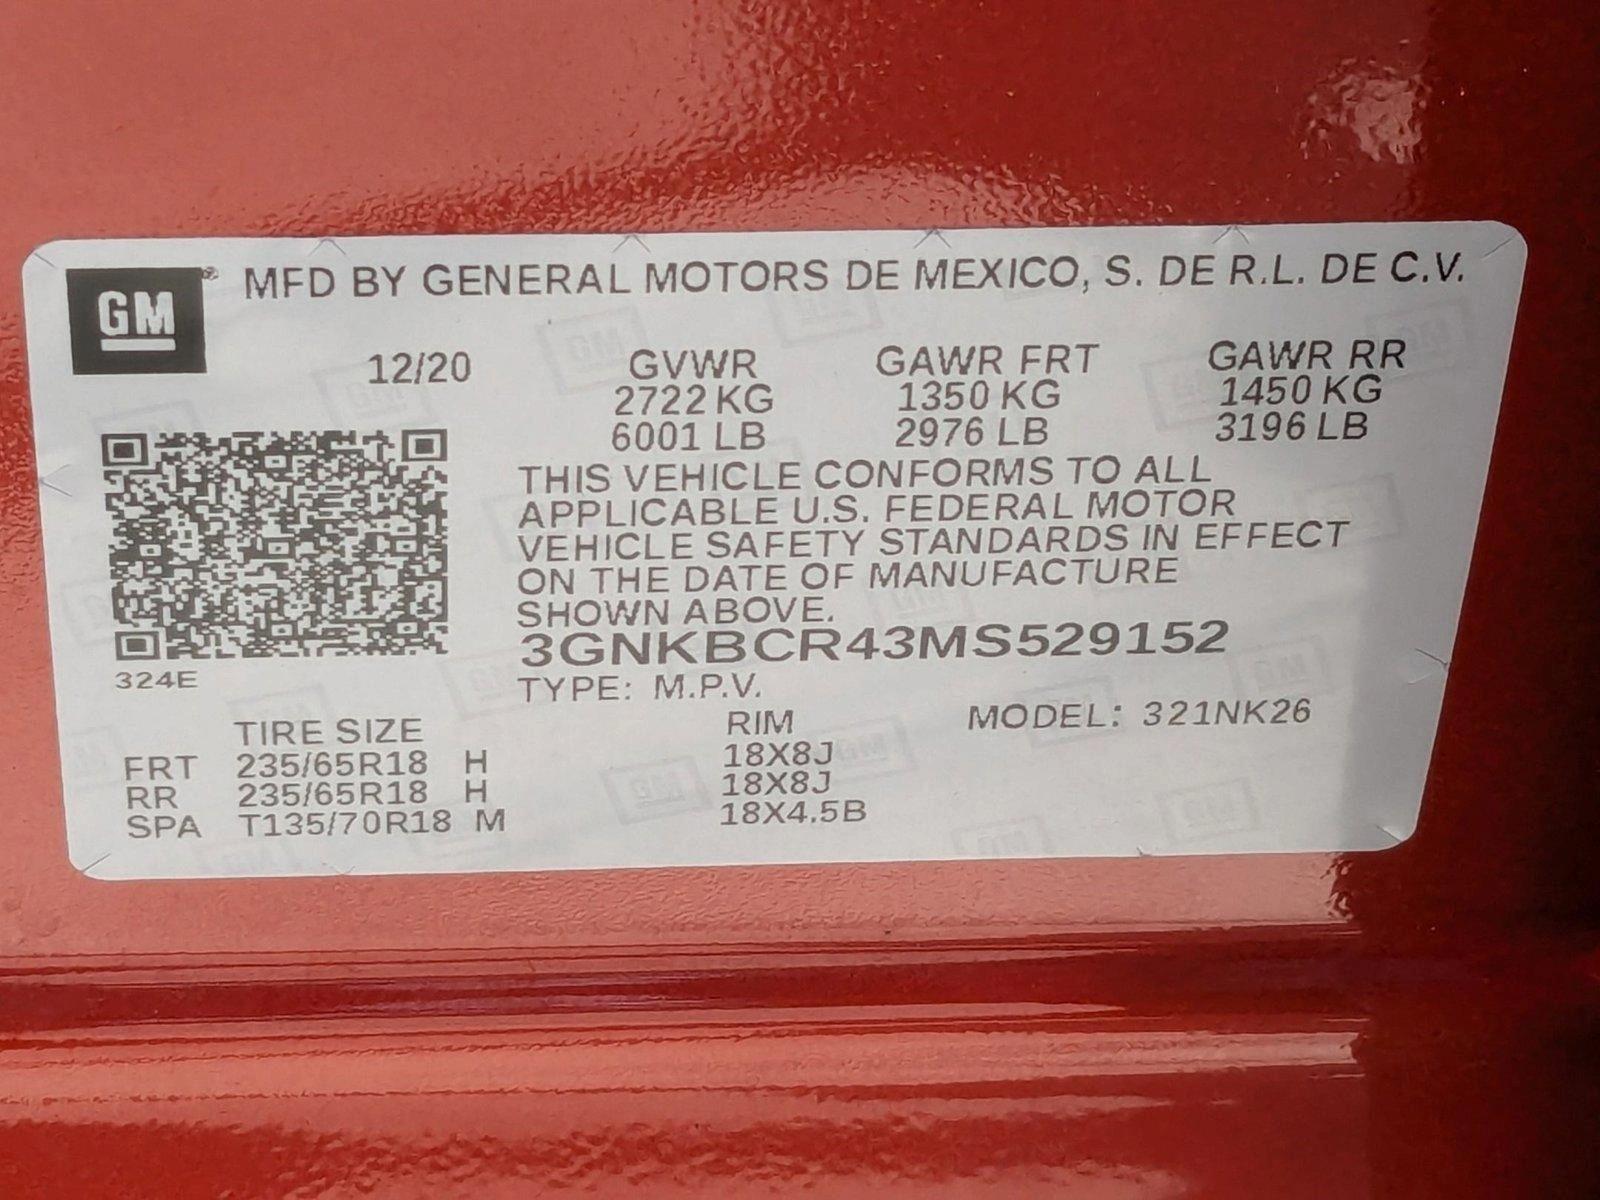 GM ® MFD BY GENERAL MOTORS DE MEXICO, S. DE R.L. DE C.V.
12/20 GVWR GAWR FRT GAWR RR
2722 KG 1350 KG 1450 KG
6001 LB 2976 LB 3196 LB
THIS VEHICLE CONFORMS TO ALL
APPLICABLE U.S. FEDERAL MOTOR
VEHICLE SAFETY STANDARDS IN EFFECT
ON THE DATE OF MANUFACTURE
SHOWN ABOVE.
3GNKBCR43MS529152
324E
TYPE: M.P.V.
TIRE SIZE RIM MODEL: 321NK26
FRT 235/65R18 H 18X8J
RR 235/65R18 H 18X8J
SPA T135/70R18 M 18X4.5B